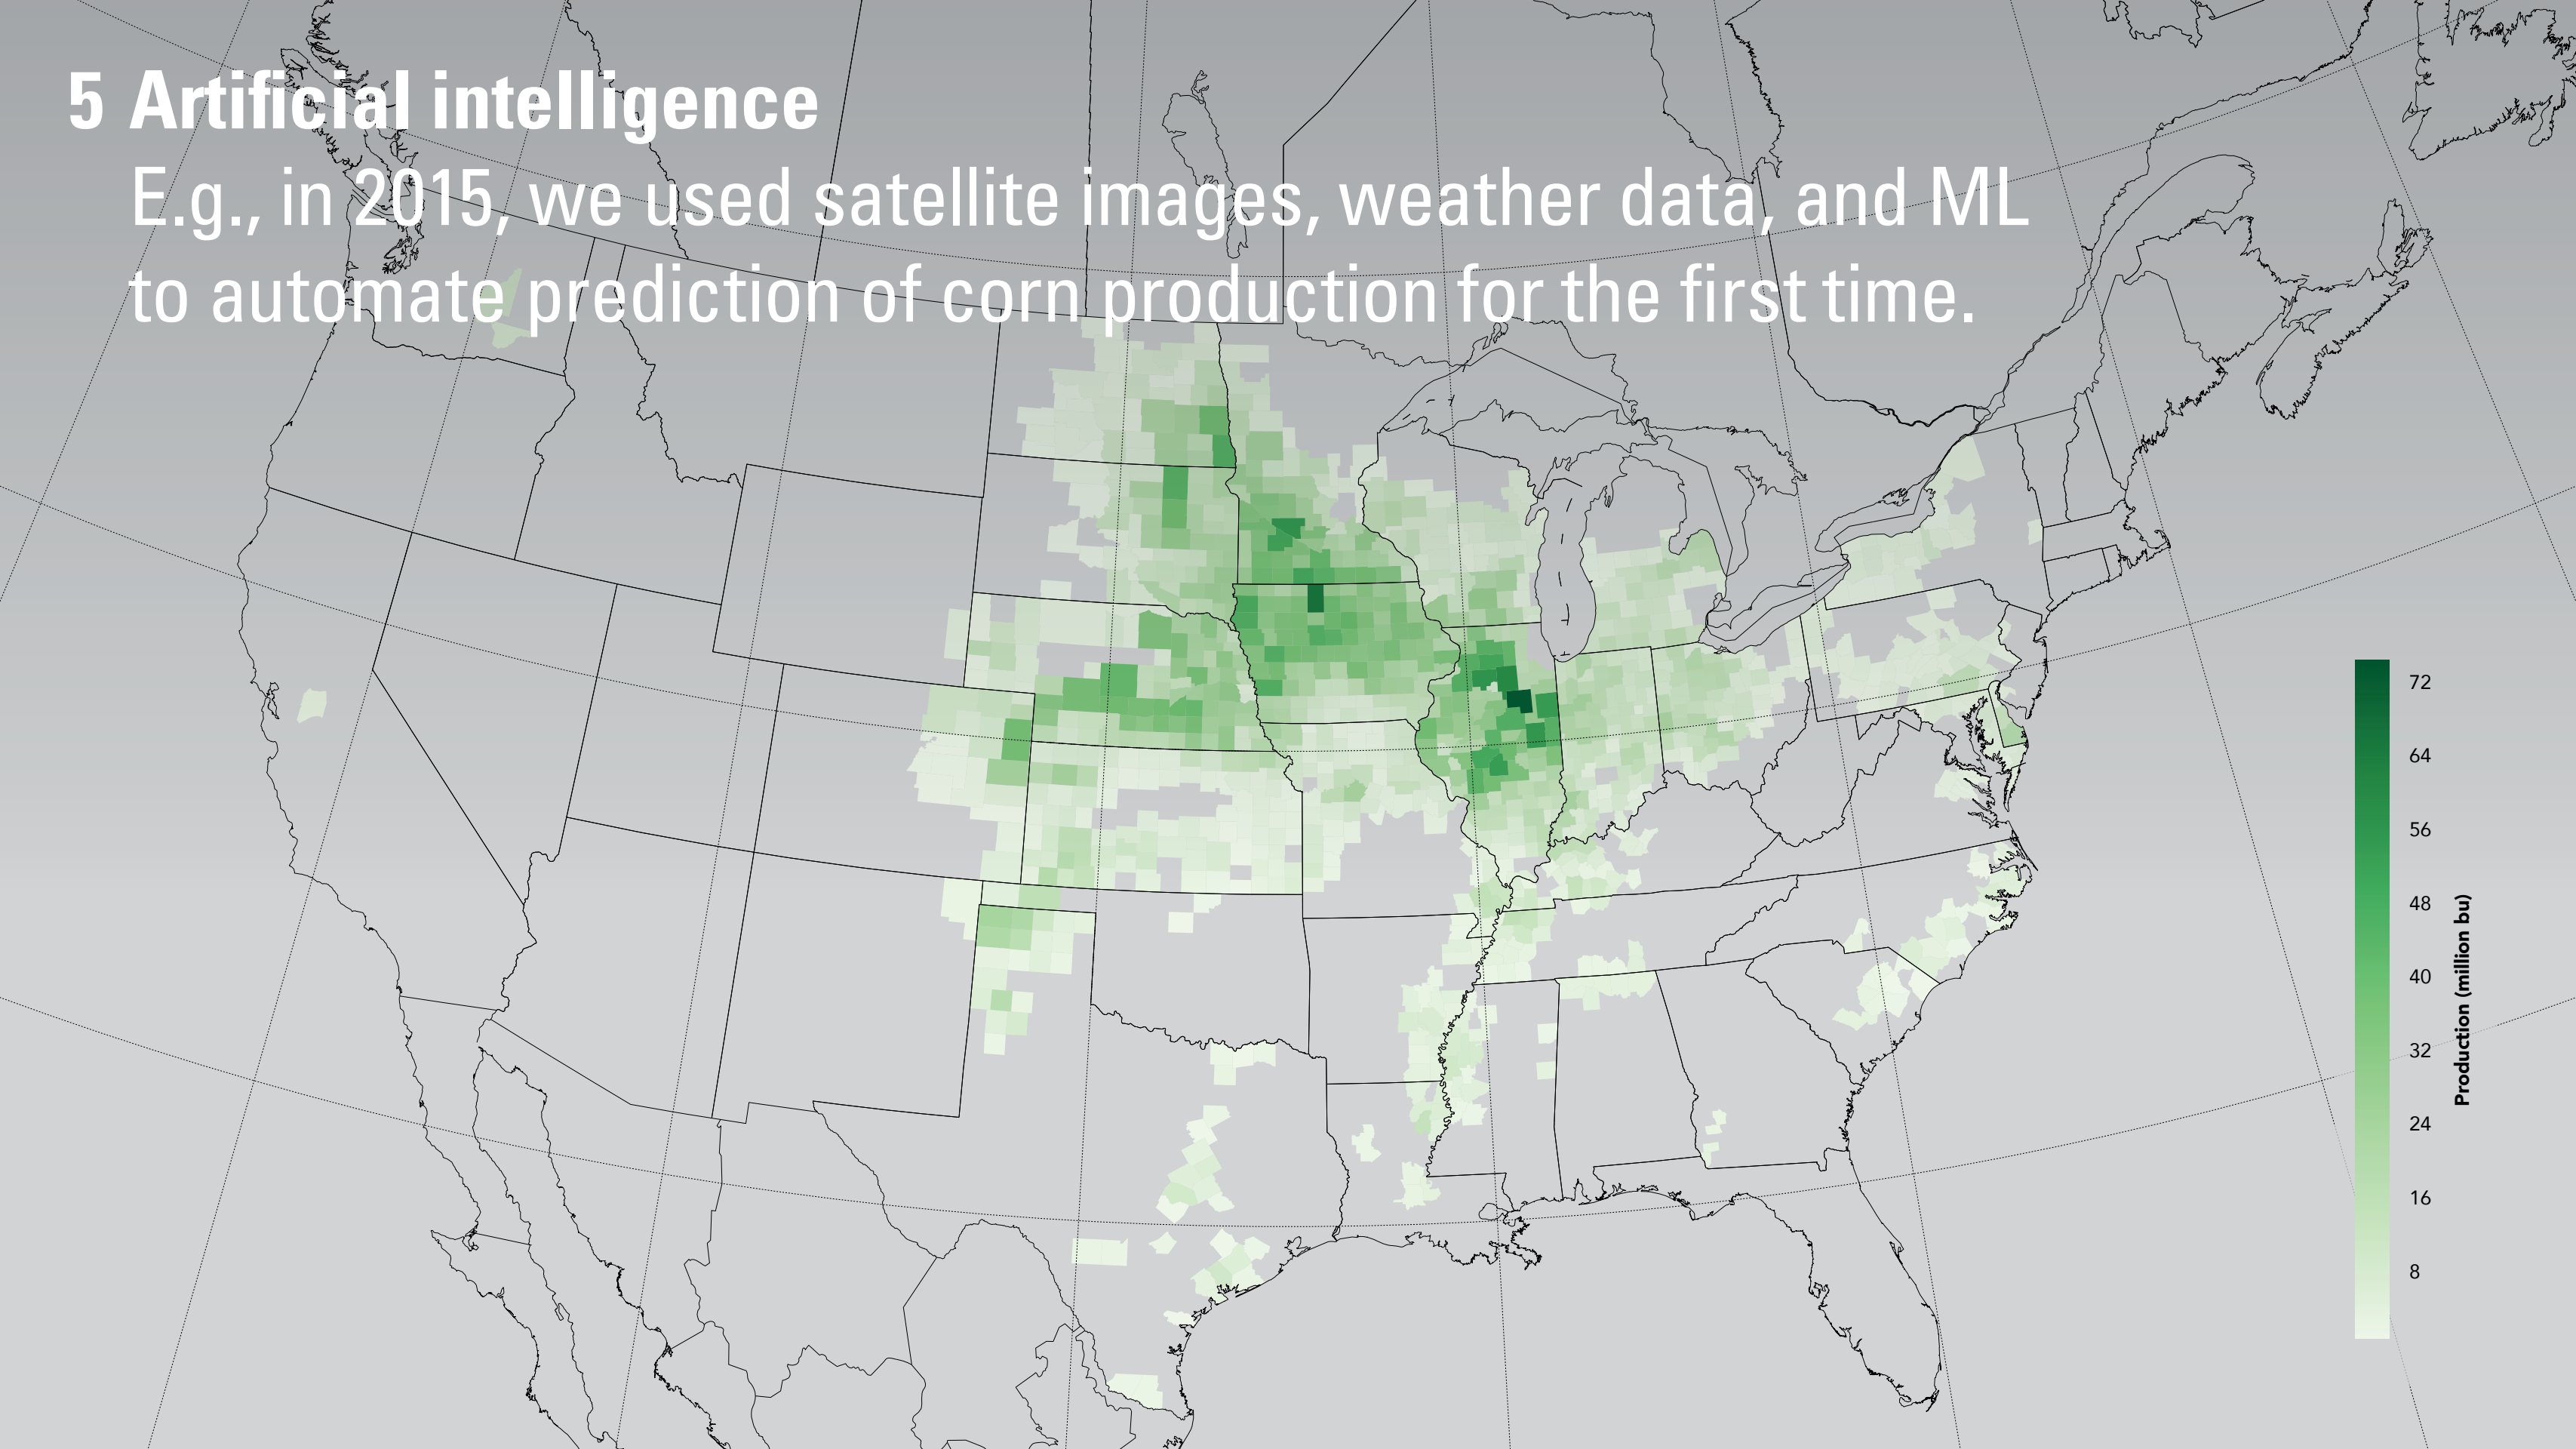 5 Artificial intelligence
E.g., in 2015, we used satellite images, weather data, and ML
to automate prediction of corn production for the first time.
72
64
56
48
40
32
24
16
8
Production (million bu)